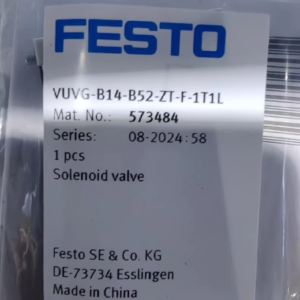 FESTO
VUVG-B14-B52-ZT-F-1T1L
Mat. No.: 573484
Series: 08-2024:58
1 pcs
Solenoid valve
Festo SE & Co. KG
DE-73734 Esslingen
Made in China